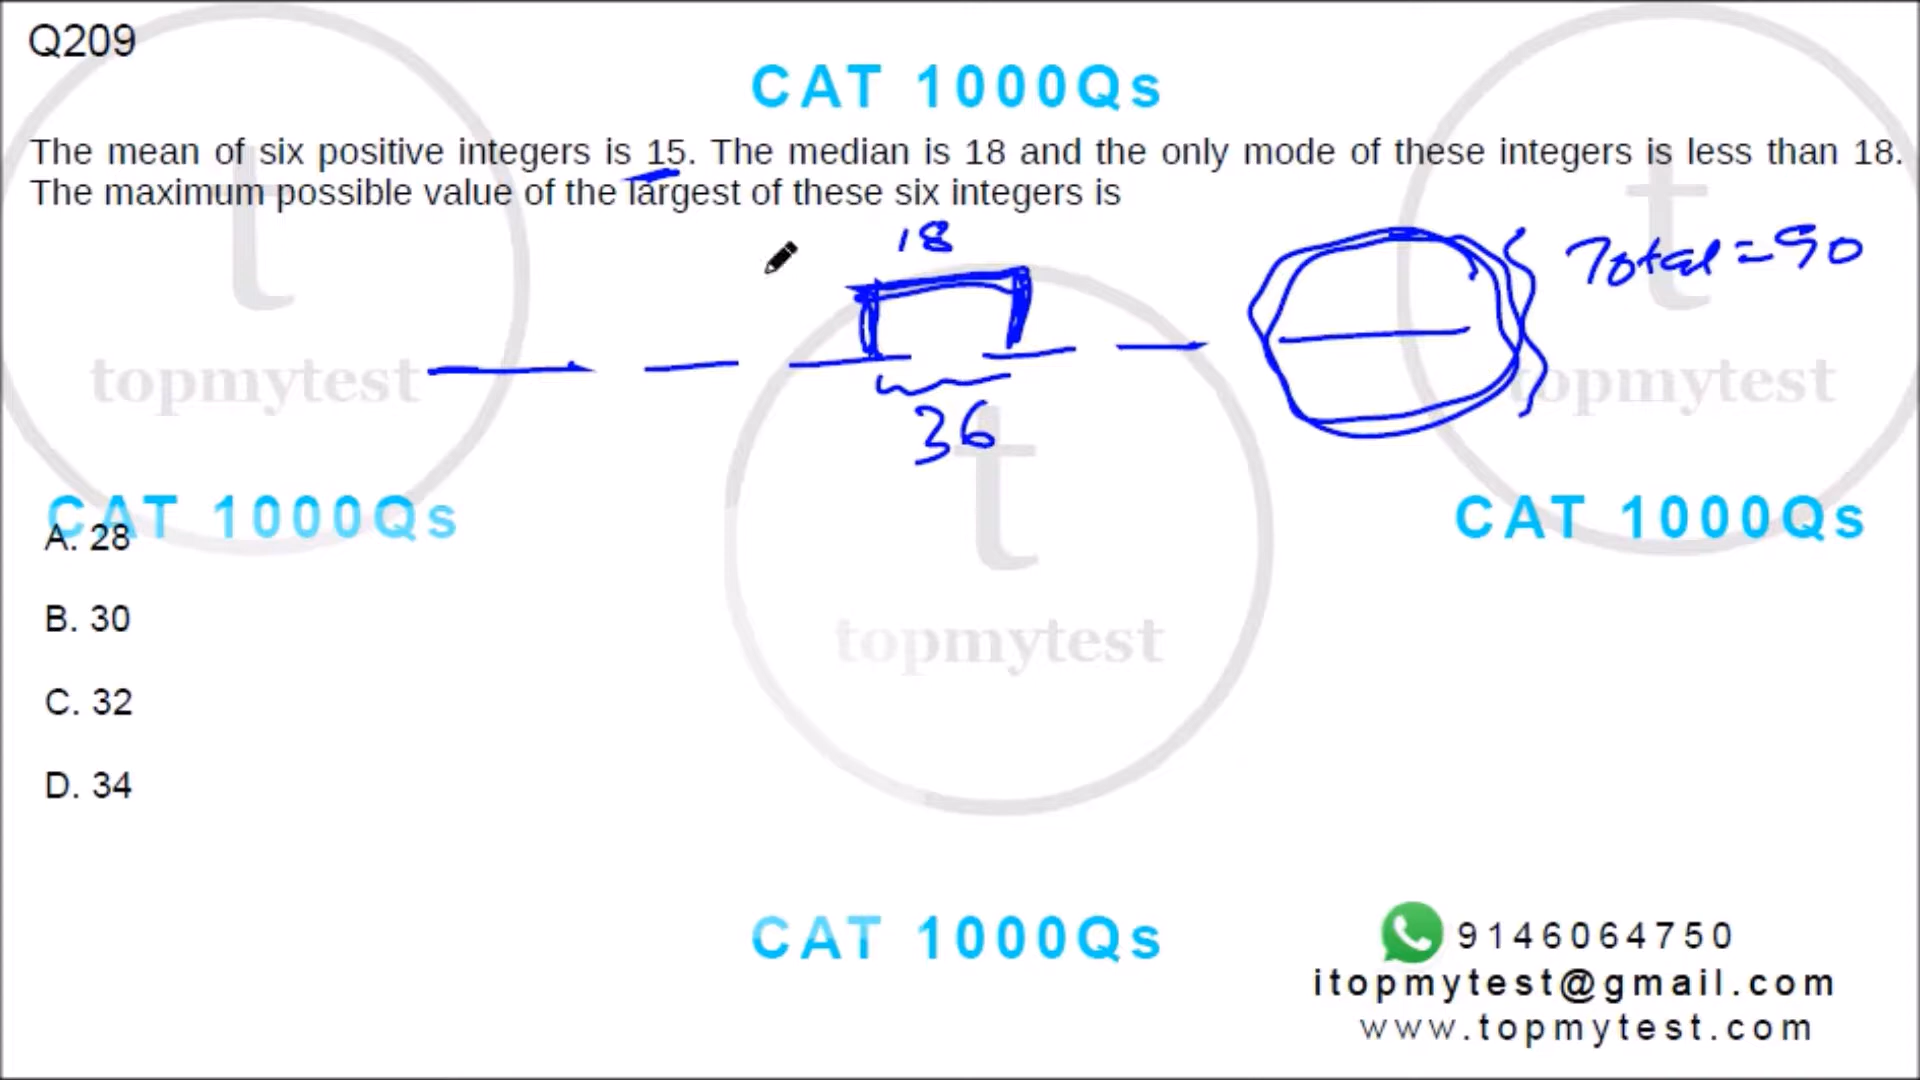 Q209
CAT 1000Qs
The mean of six positive integers is 15. The median is 18 and the only mode of these integers is less than 18.
The maximum possible value of the largest of these six integers is
18
Total = 90
36
topmytest
topmytest
CAT 1000Qs
CAT 1000Qs
A. 28
B. 30
topmytest
C. 32
D. 34
CAT 1000Qs
9146064750
itopmytest@gmail.com
www.topmytest.com